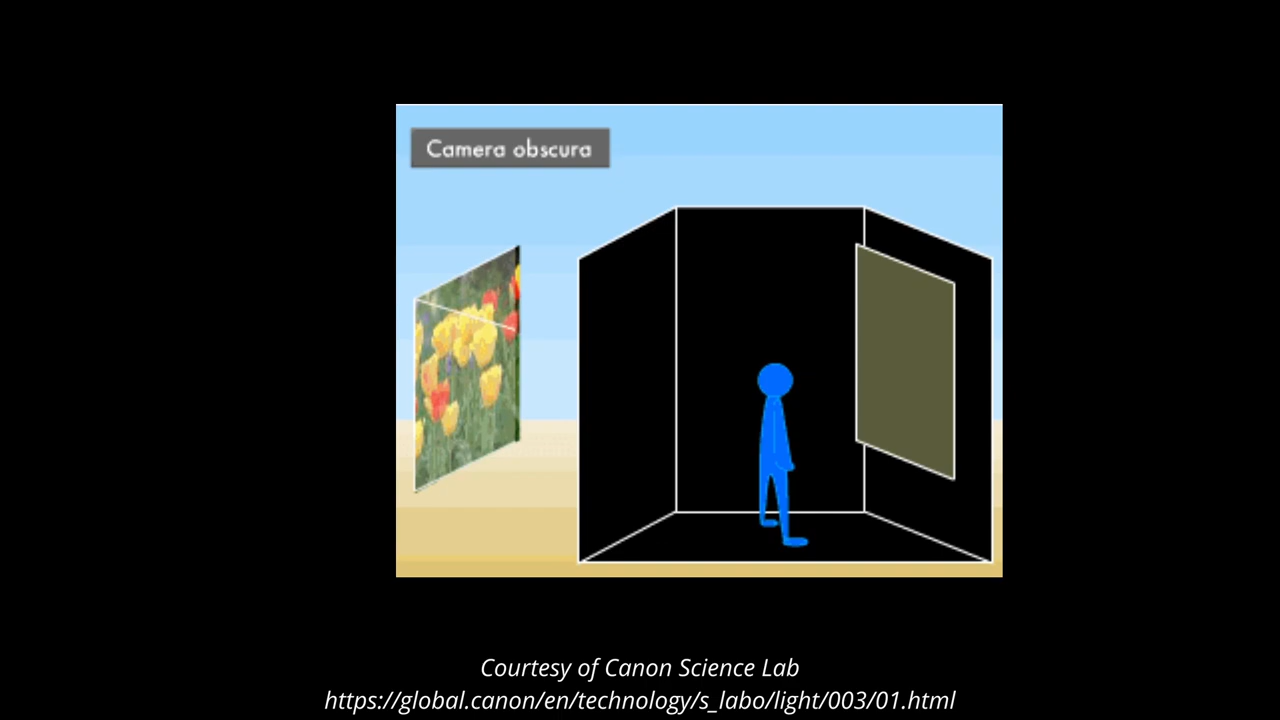 Camera obscura
Courtesy of Canon Science Lab
https://global.canon/en/technology/s_labo/light/003/01.html